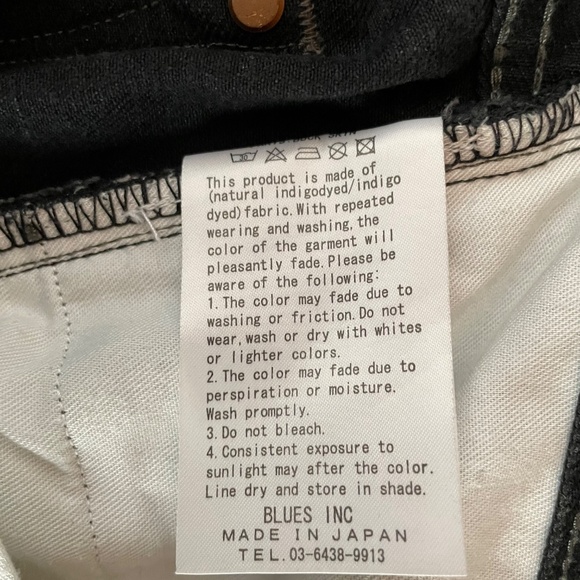 This product is made of
(natural indigodyed/indigo
dyed)fabric.With repeated
wearing and washing,the
color of the garment will
pleasantly fade.Please be
aware of the following:
1.The color may fade due to
washing or friction.Do not
wear,wash or dry with whites
or lighter colors.
2.The color may fade due to
perspiration or moisture.
Wash promptly.
3.Do not bleach.
4.Consistent exposure to
sunlight may after the color.
Line dry and store in shade.
BLUES INC
MADE IN JAPAN
TEL.03-6438-9913